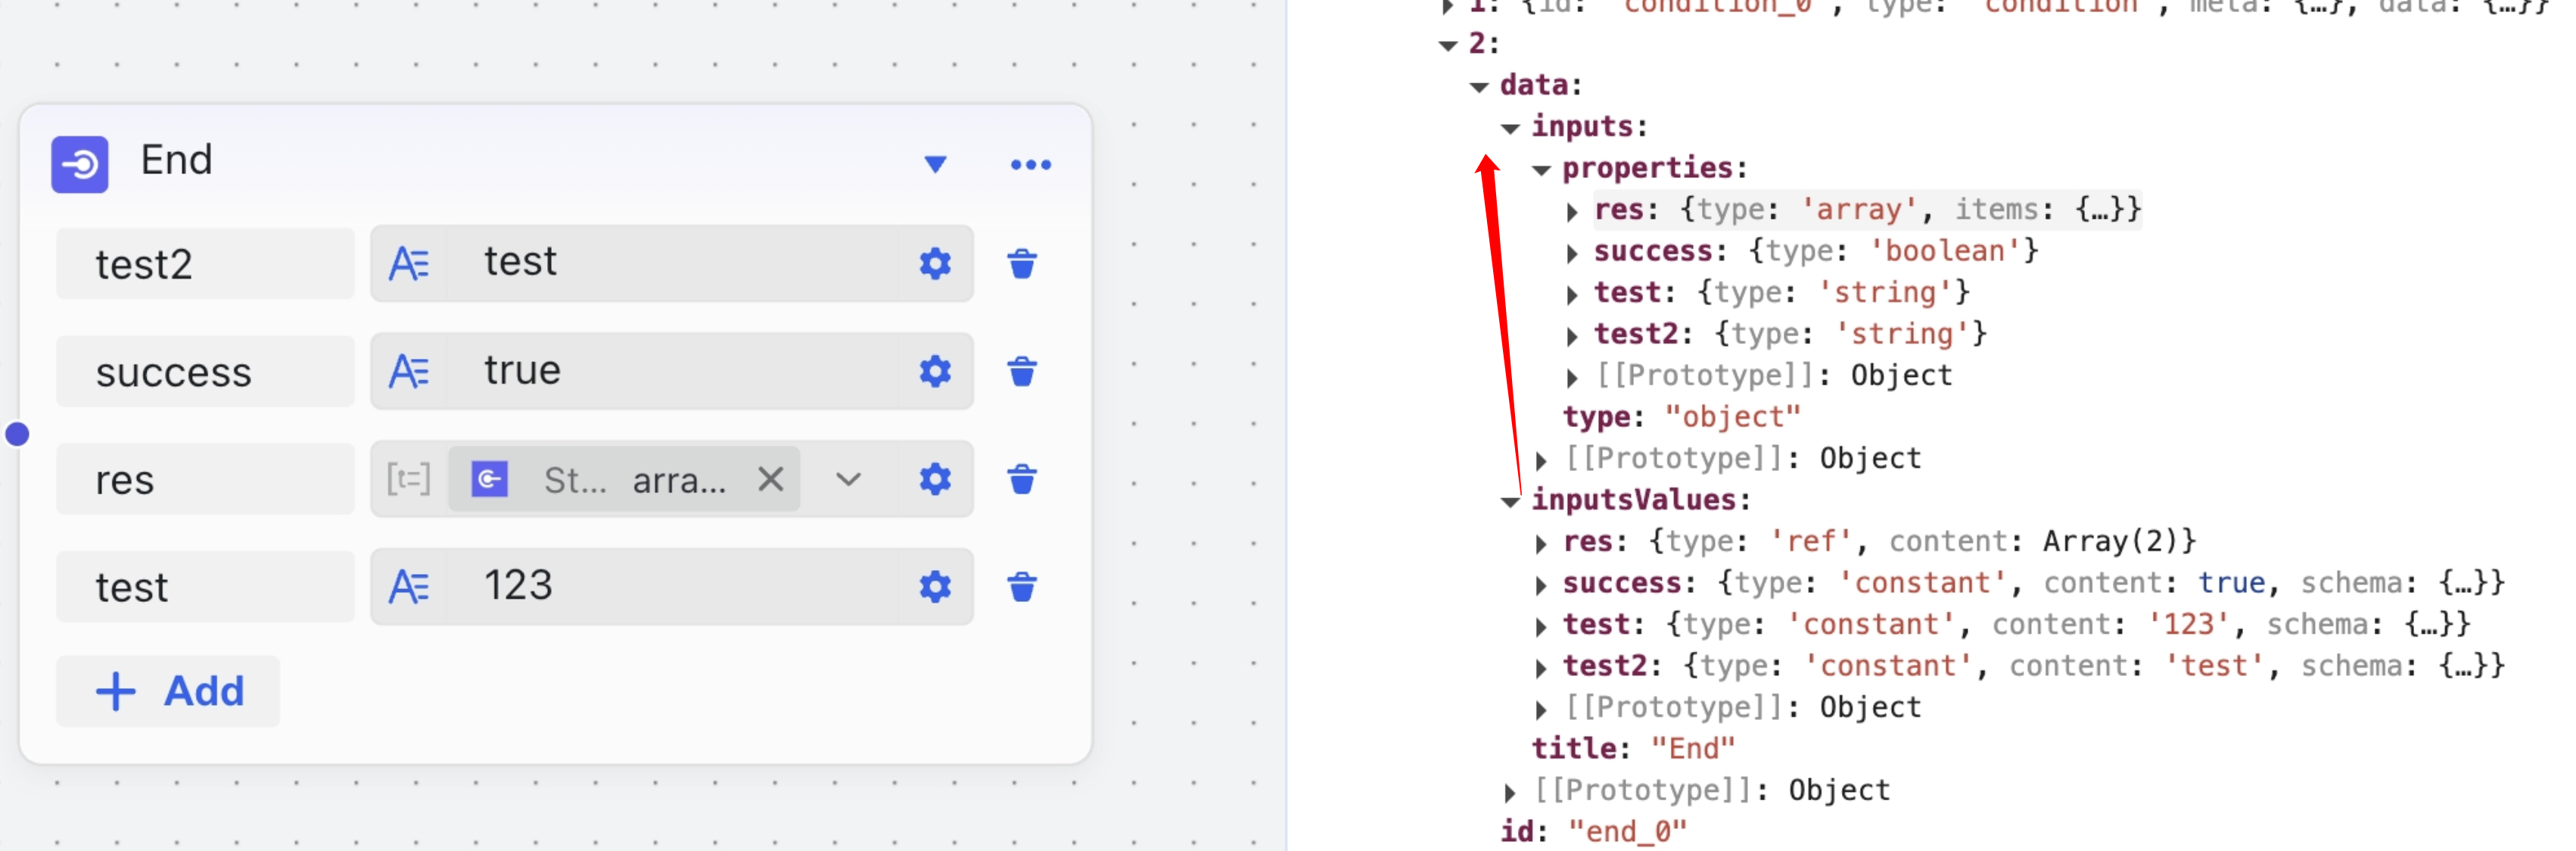 End
test2
test
success
true
res
St... arra...
test
123
Add
1: {id: 'condition_0', type: 'condition', meta: {…}, data: {…}}
2:
data:
inputs:
properties:
res: {type: 'array', items: {…}}
success: {type: 'boolean'}
test: {type: 'string'}
test2: {type: 'string'}
[[Prototype]]: Object
type: "object"
[[Prototype]]: Object
inputsValues:
res: {type: 'ref', content: Array(2)}
success: {type: 'constant', content: true, schema: {…}}
test: {type: 'constant', content: '123', schema: {…}}
test2: {type: 'constant', content: 'test', schema: {…}}
[[Prototype]]: Object
title: "End"
[[Prototype]]: Object
id: "end_0"